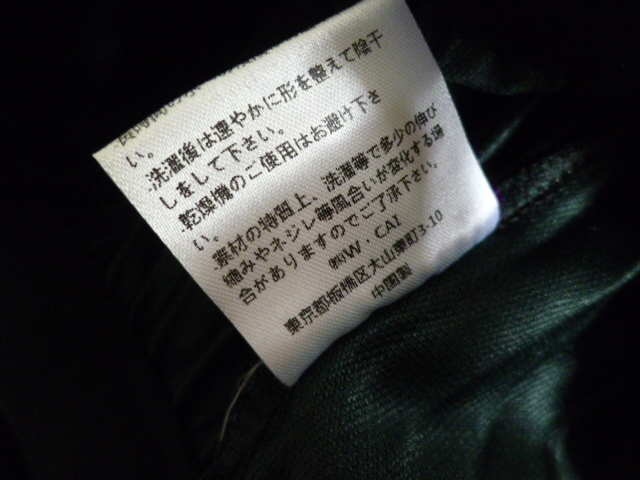 い。
.洗濯後は速やかに形を整えて陰干
しをして下さい。
.乾燥機のご使用はお避け下さ
い。
.素材の特質上、洗濯等で多少の伸び
縮みやネジレ等風合いが変化する場
合がありますのでご了承下さい。
㈱W・CAI
東京都板橋区大山東町3-10
中国製